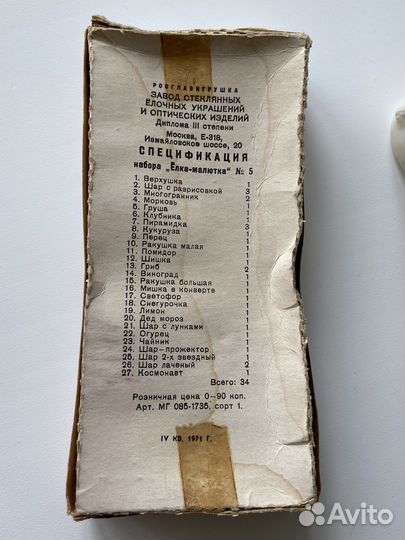 РОСГЛАВИГРУШКА
ЗАВОД СТЕКЛЯННЫХ
ЁЛОЧНЫХ УКРАШЕНИЙ
И ОПТИЧЕСКИХ ИЗДЕЛИЙ
Диплома III степени
Москва, Е-318,
Измайловское шоссе, 20
СПЕЦИФИКАЦИЯ
набора „Ёлка-малютка" № 5
1. Верхушка 1
2. Шар с разрисовкой 3
3. Многогранник 2
4. Морковь 1
5. Груша 1
6. Клубника 1
7. Пирамидка 3
8. Кукуруза 1
9. Перец 1
10. Ракушка малая 1
11. Помидор 1
12. Шишка 1
13. Гриб 2
14. Виноград 1
15. Ракушка большая 1
16. Мишка в конверте 1
17. Светофор 1
18. Снегурочка 1
19. Лимон 1
20. Дед мороз 1
21. Шар с лунками 1
22. Огурец 1
23. Чайник 1
24. Шар-прожектор 1
25. Шар 2-х звездный 1
26. Шар лаченый 2
27. Космонавт 1
Всего: 34
Розничная цена 0—90 коп.
Арт. МГ 085-1735, сорт 1.
IV КВ. 1971 Г.
Avito